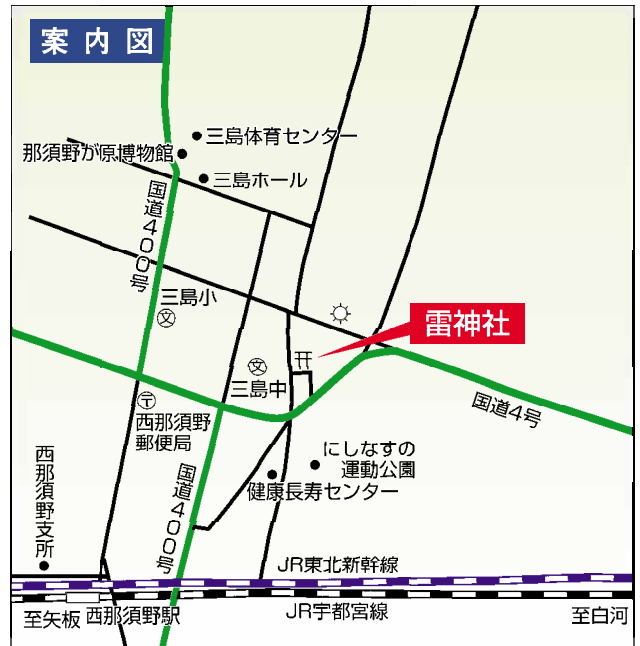 案内図
三島体育センター
那須野が原博物館
三島ホール
国道400号
三島小
文
雷神社
文
三島中
〒
西那須野
郵便局
国道4号
にしなすの
運動公園
健康長寿センター
国道400号
西那須野支所
JR東北新幹線
至矢板
西那須野駅
JR宇都宮線
至白河